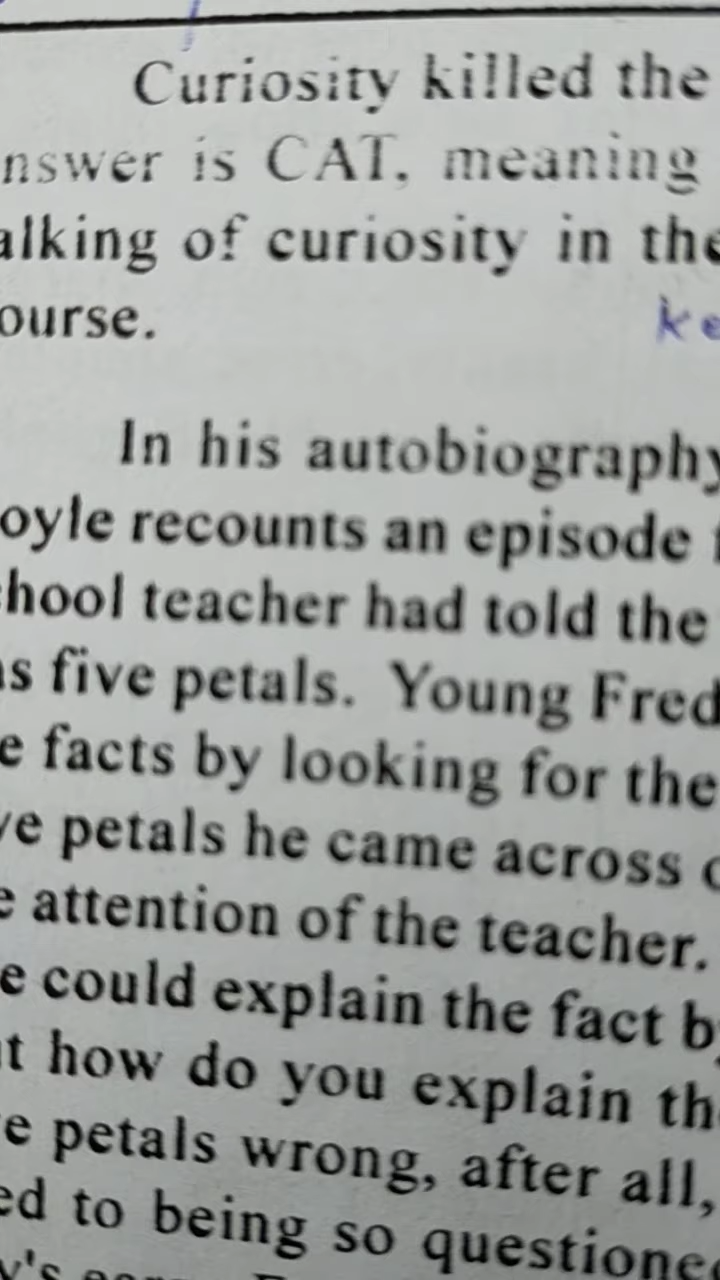 Curiosity killed the
nswer is CAT, meaning
alking of curiosity in the
ourse.
ke
In his autobiography
oyle recounts an episode
hool teacher had told the
as five petals. Young Fred
e facts by looking for the
ve petals he came across
e attention of the teacher.
e could explain the fact b
t how do you explain th
e petals wrong, after all,
ed to being so questione